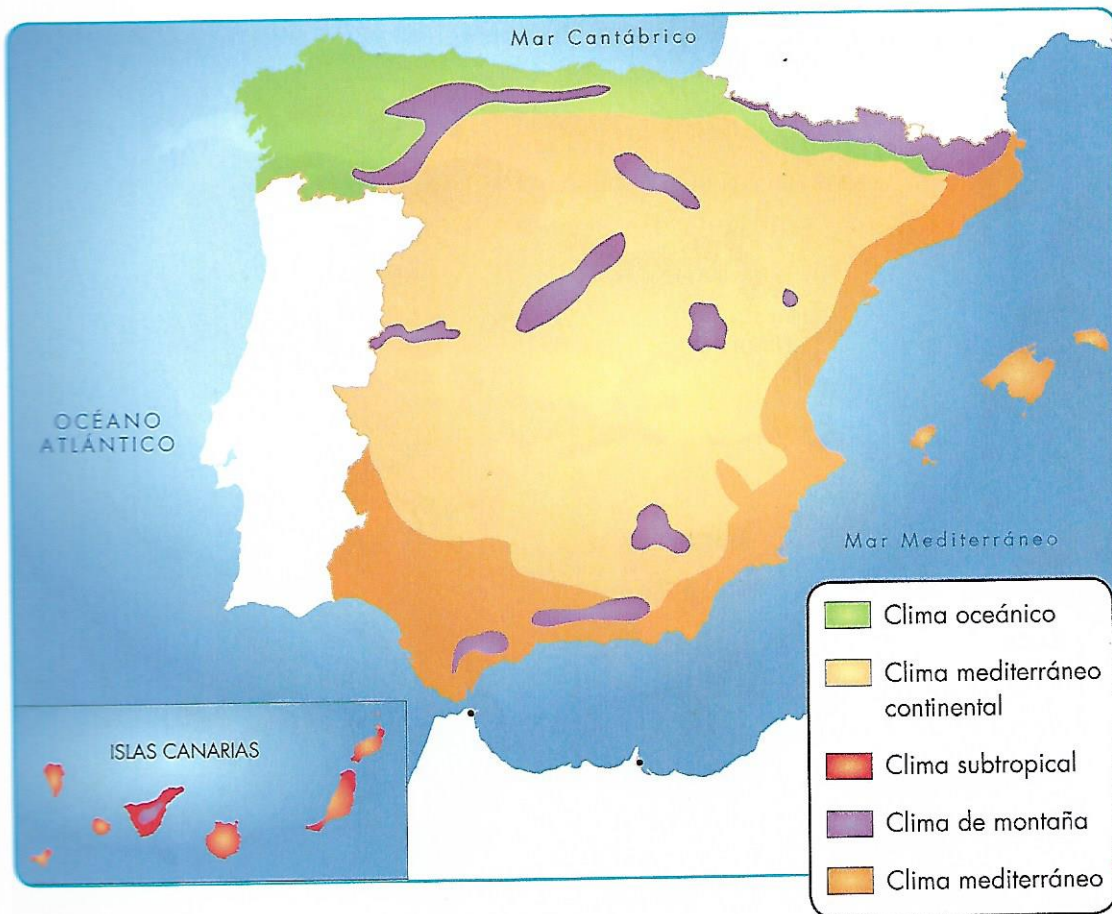 Mar Cantábrico
OCÉANO
ATLÁNTICO
Mar Mediterráneo
ISLAS CANARIAS
Clima oceánico
Clima mediterráneo
continental
Clima subtropical
Clima de montaña
Clima mediterráneo